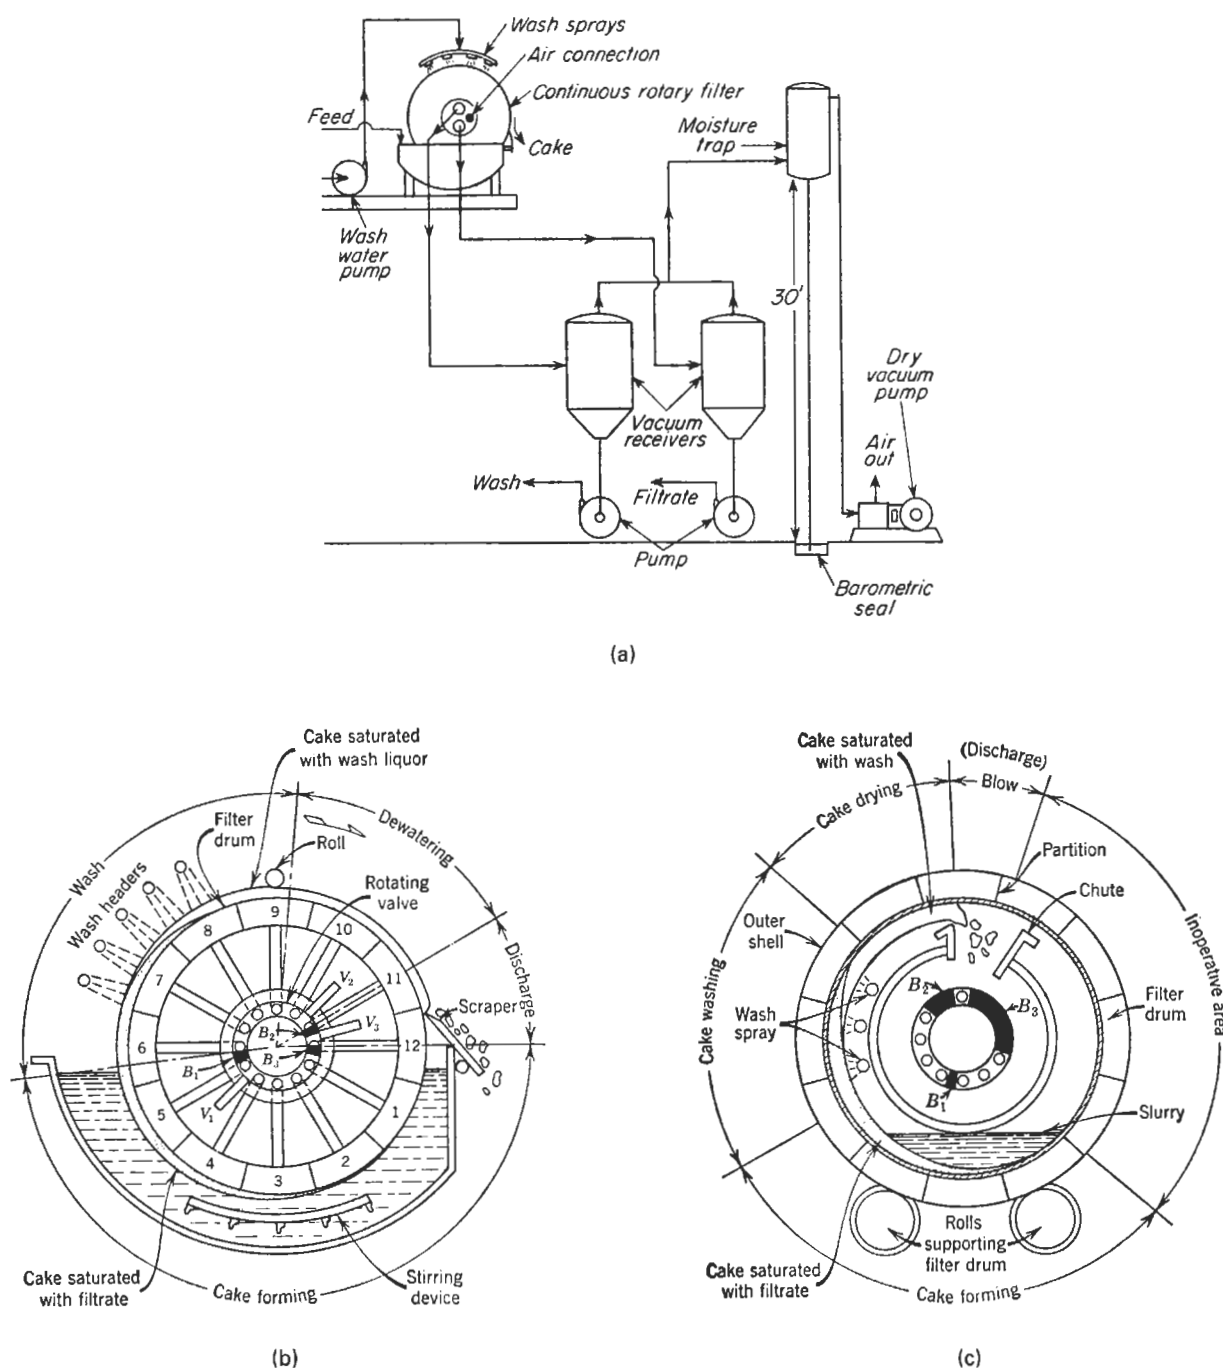 Wash sprays
Air connection
Continuous rotary filter
Feed
Cake
Moisture
trap
Wash
water
pump
30'
Dry
vacuum
pump
Vacuum
receivers
Air
out
Wash
Filtrate
Pump
Barometric
seal
(a)
Cake saturated
with wash liquor
Filter
drum
Dewatering
Roll
Wash
Wash headers
Rotating
valve
Discharge
Scraper
9
10
8
11
7
V2
V3
B2
12
6
B3
B1
V1
1
5
4
2
3
Cake saturated
with filtrate
Cake forming
Stirring
device
(b)
Cake saturated
with wash
(Discharge)
Blow
Cake drying
Partition
Chute
Outer
shell
Inoperative area
Cake washing
B2
B3
Wash
spray
Filter
drum
B1
Slurry
Rolls
supporting
filter drum
Cake saturated
with filtrate
Cake forming
(c)